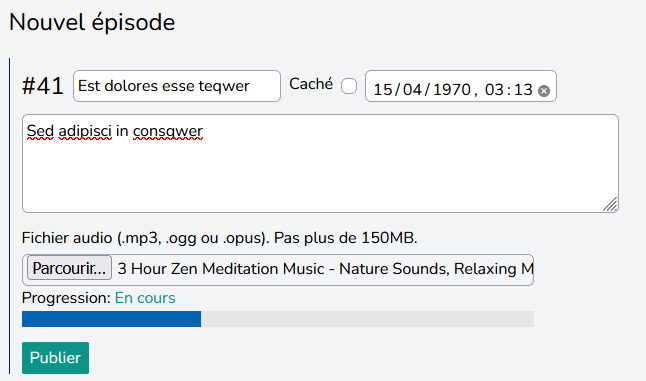 Nouvel épisode
#41 Est dolores esse teqwer Caché 15/04/1970, 03:13
Sed adipisci in consqwer
Fichier audio (.mp3, .ogg ou .opus). Pas plus de 150MB.
Parcourir... 3 Hour Zen Meditation Music - Nature Sounds, Relaxing M
Progression: En cours
Publier